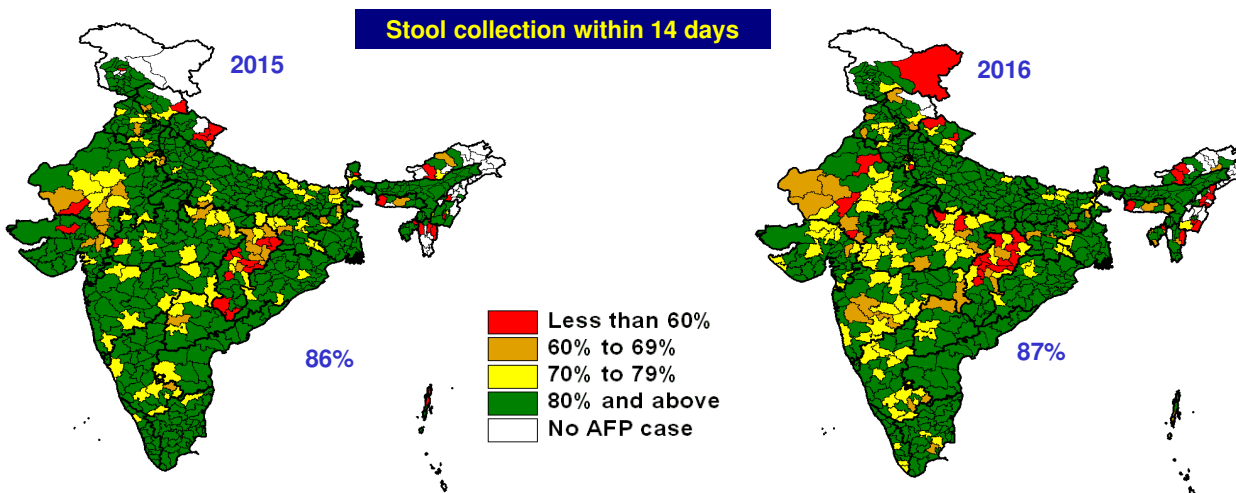 Stool collection within 14 days
2015
2016
86%
87%
Less than 60%
60% to 69%
70% to 79%
80% and above
No AFP case